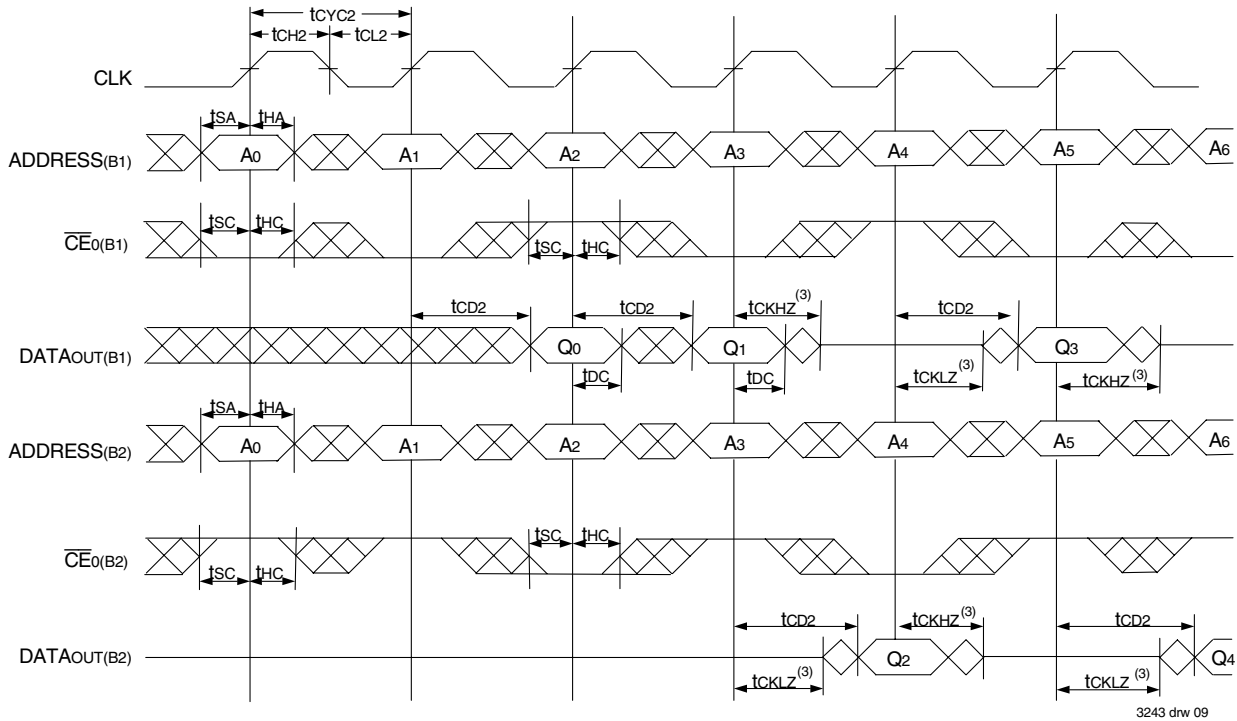 tCYC2
tCH2 tCL2
CLK
tSA tHA
ADDRESS(B1) A0 A1 A2 A3 A4 A5 A6
tSC tHC
CE0(B1)
tSC tHC
tCD2 tCD2 tCKHZ(3) tCD2
DATAOUT(B1) Q0 Q1 Q3
tDC tDC tCKLZ(3) tCKHZ(3)
tSA tHA
ADDRESS(B2) A0 A1 A2 A3 A4 A5 A6
tSC tHC
CE0(B2)
tSC tHC
tCD2 tCKHZ(3) tCD2
DATAOUT(B2) Q2 Q4
tCKLZ(3) tCKLZ(3)
3243 drw 09